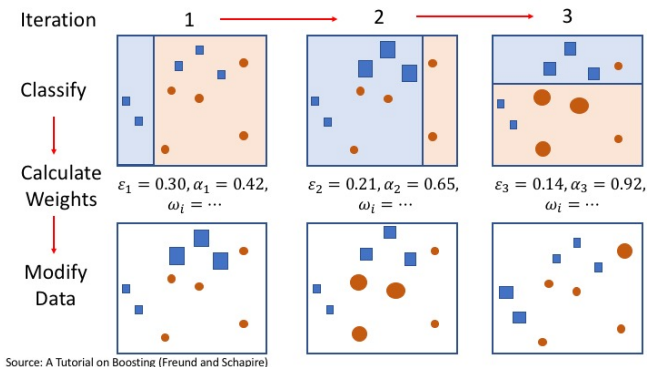 Iteration 1 2 3
Classify
Calculate
Weights
ε₁ = 0.30, α₁ = 0.42,
ωᵢ = ⋯
ε₂ = 0.21, α₂ = 0.65,
ωᵢ = ⋯
ε₃ = 0.14, α₃ = 0.92,
ωᵢ = ⋯
Modify
Data
Source: A Tutorial on Boosting (Freund and Schapire)